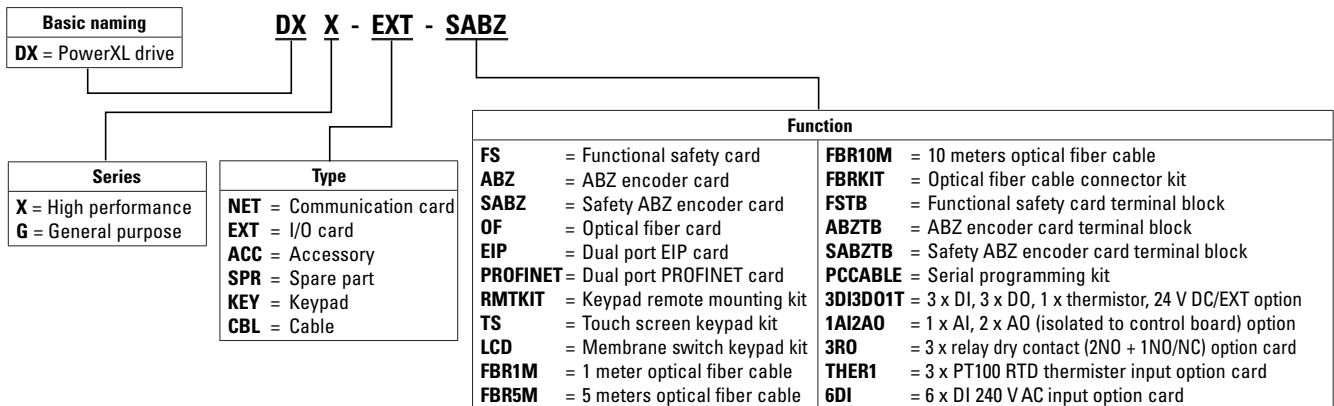 Basic naming
DX = PowerXL drive
DX X - EXT - SABZ
Series
X = High performance
G = General purpose
Type
NET = Communication card
EXT = I/O card
ACC = Accessory
SPR = Spare part
KEY = Keypad
CBL = Cable
Function
FS = Functional safety card
ABZ = ABZ encoder card
SABZ = Safety ABZ encoder card
OF = Optical fiber card
EIP = Dual port EIP card
PROFINET = Dual port PROFINET card
RMTKIT = Keypad remote mounting kit
TS = Touch screen keypad kit
LCD = Membrane switch keypad kit
FBR1M = 1 meter optical fiber cable
FBR5M = 5 meters optical fiber cable
FBR10M = 10 meters optical fiber cable
FBRKIT = Optical fiber cable connector kit
FSTB = Functional safety card terminal block
ABZTB = ABZ encoder card terminal block
SABZTB = Safety ABZ encoder card terminal block
PCCABLE = Serial programming kit
3DI3DO1T = 3 x DI, 3 x DO, 1 x thermistor, 24 V DC/EXT option
1AI2AO = 1 x AI, 2 x AO (isolated to control board) option
3RO = 3 x relay dry contact (2NO + 1NO/NC) option card
THER1 = 3 x PT100 RTD thermister input option card
6DI = 6 x DI 240 V AC input option card